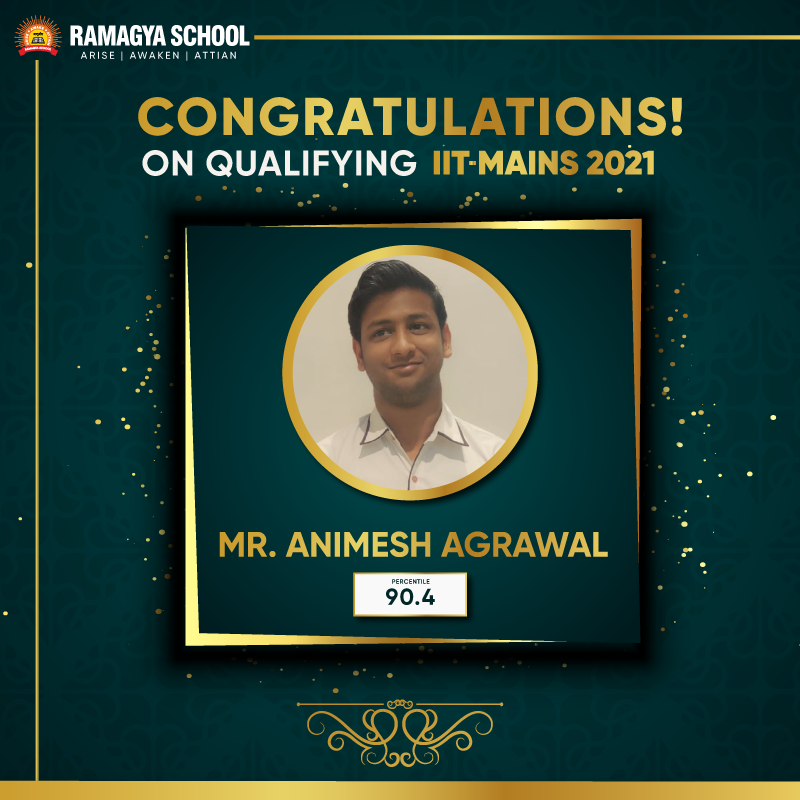 RAMAGYA SCHOOL
ARISE | AWAKEN | ATTIAN
CONGRATULATIONS!
ON QUALIFYING IIT-MAINS 2021
MR. ANIMESH AGRAWAL
PERCENTILE
90.4